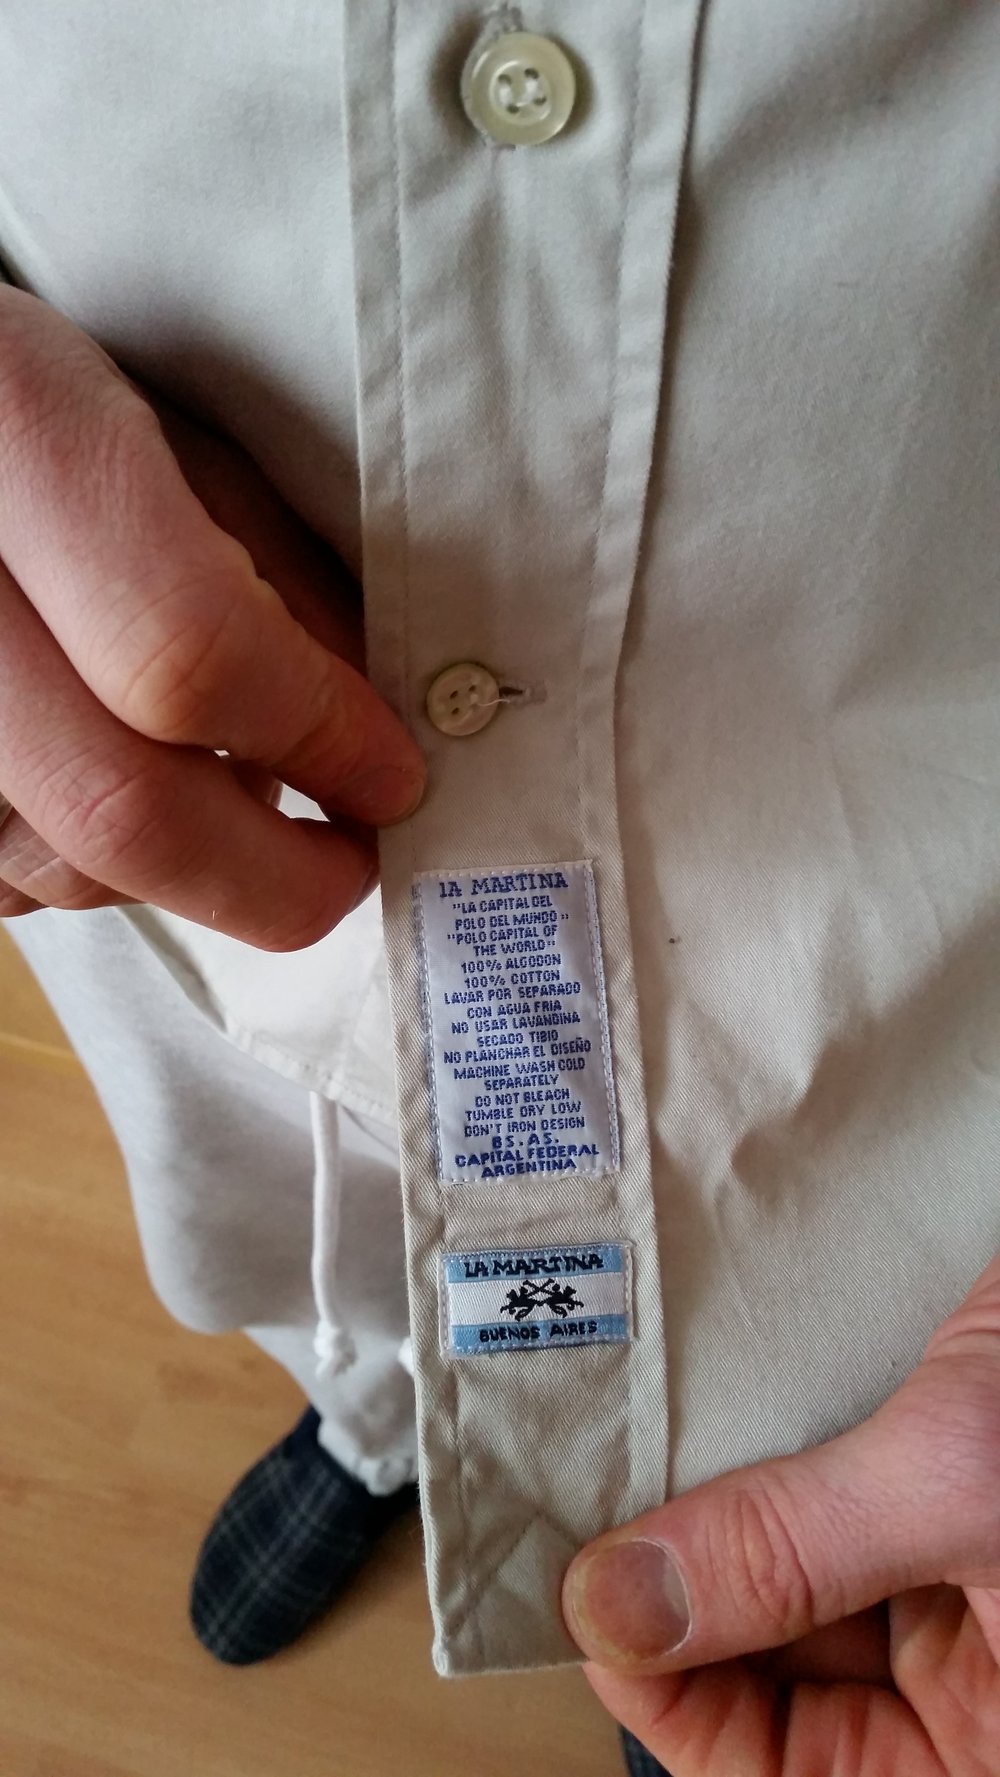 LA MARTINA
"LA CAPITAL DEL
POLO DEL MUNDO"
"POLO CAPITAL OF
THE WORLD"
100% ALGODON
100% COTTON
LAVAR POR SEPARADO
CON AGUA FRIA
NO USAR LAVANDINA
SECADO TIBIO
NO PLANCHAR EL DISEÑO
MACHINE WASH COLD
SEPARATELY
DO NOT BLEACH
TUMBLE DRY LOW
DON'T IRON DESIGN
BS.AS.
CAPITAL FEDERAL
ARGENTINA
LA MARTINA
BUENOS AIRES